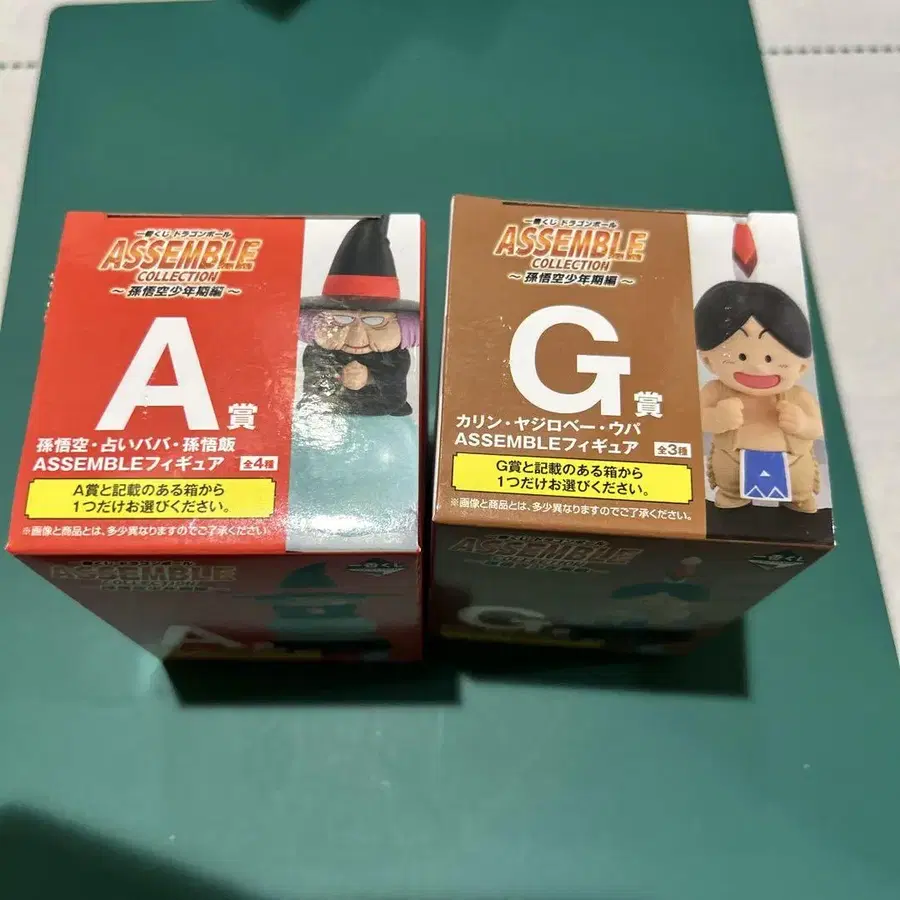 一番くじ ドラゴンボール
ASSEMBLE
COLLECTION
~孫悟空少年期編~
A賞
孫悟空・占いババ・孫悟飯
ASSEMBLEフィギュア 全4種
A賞と記載のある箱から
1つだけお選びください。
※画像と商品とは、多少異なりますのでご了承ください。
ASSEMBLE
COLLECTION
A
一番くじ ドラゴンボール
ASSEMBLE
COLLECTION
~孫悟空少年期編~
G賞
カリン・ヤジロベー・ウパ
ASSEMBLEフィギュア 全3種
G賞と記載のある箱から
1つだけお選びください。
※画像と商品とは、多少異なりますのでご了承ください。
ASSEMBLE
COLLECTION
G